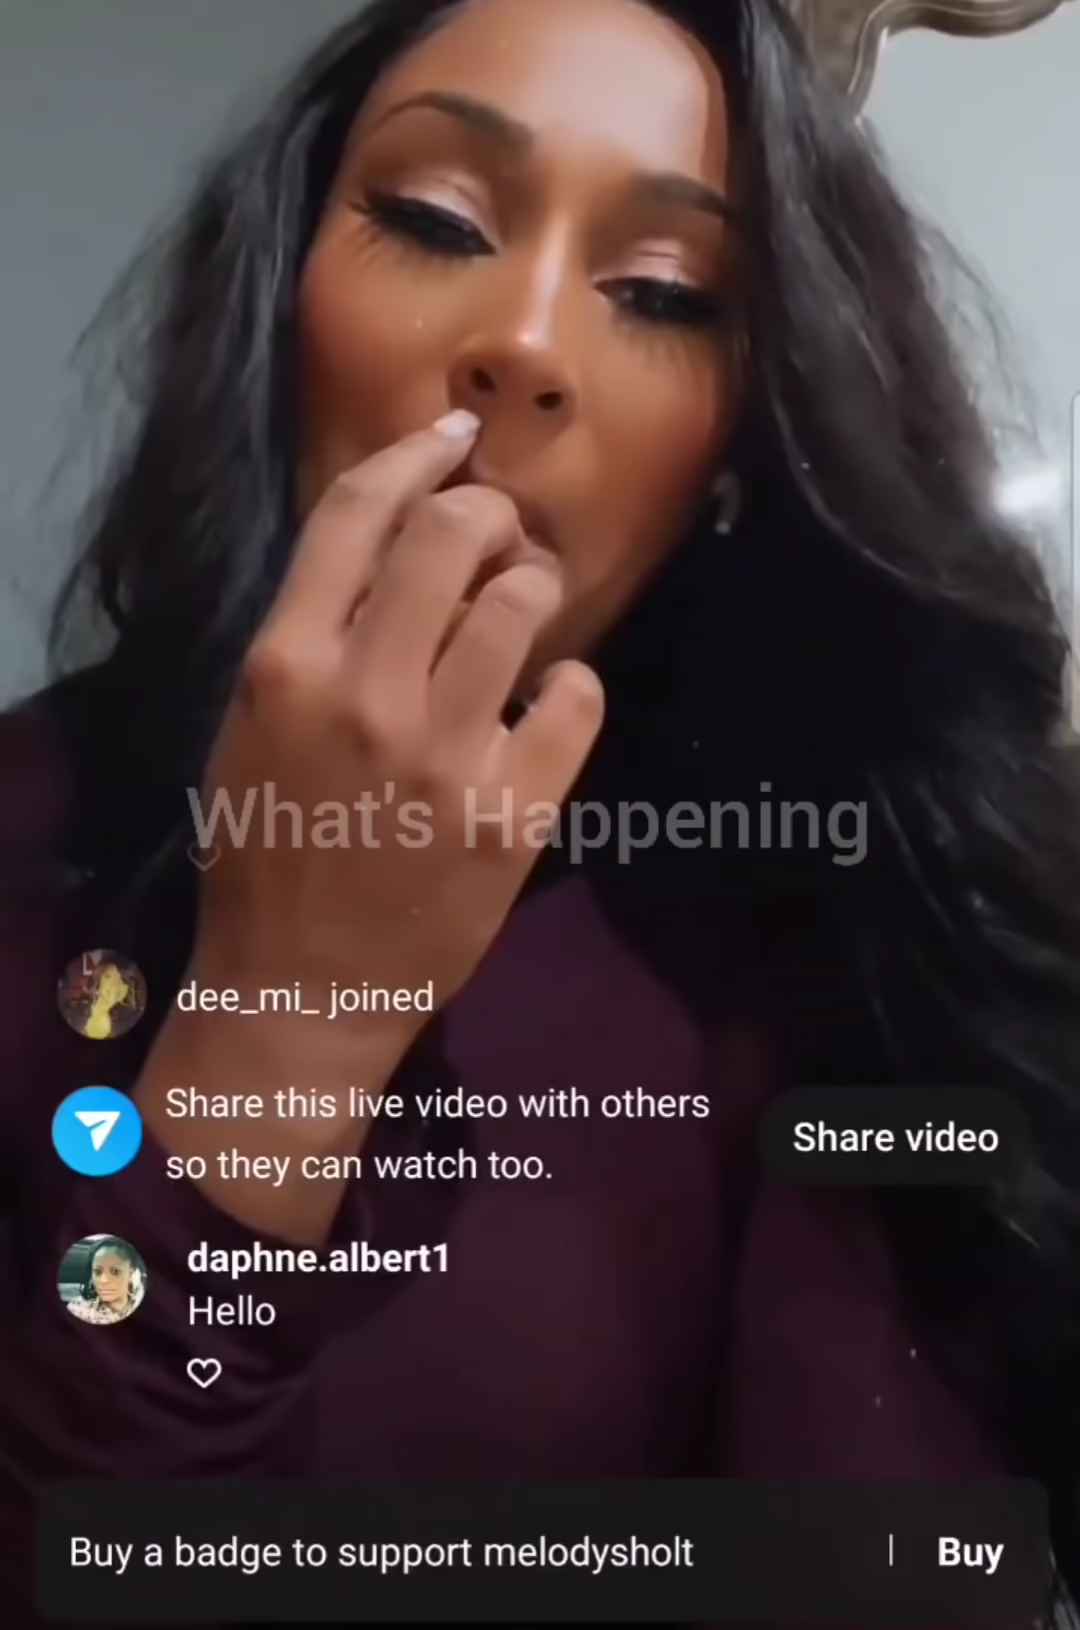 What's Happening
dee_mi_ joined
Share this live video with others
so they can watch too.
Share video
daphne.albert1
Hello
Buy a badge to support melodysholt | Buy